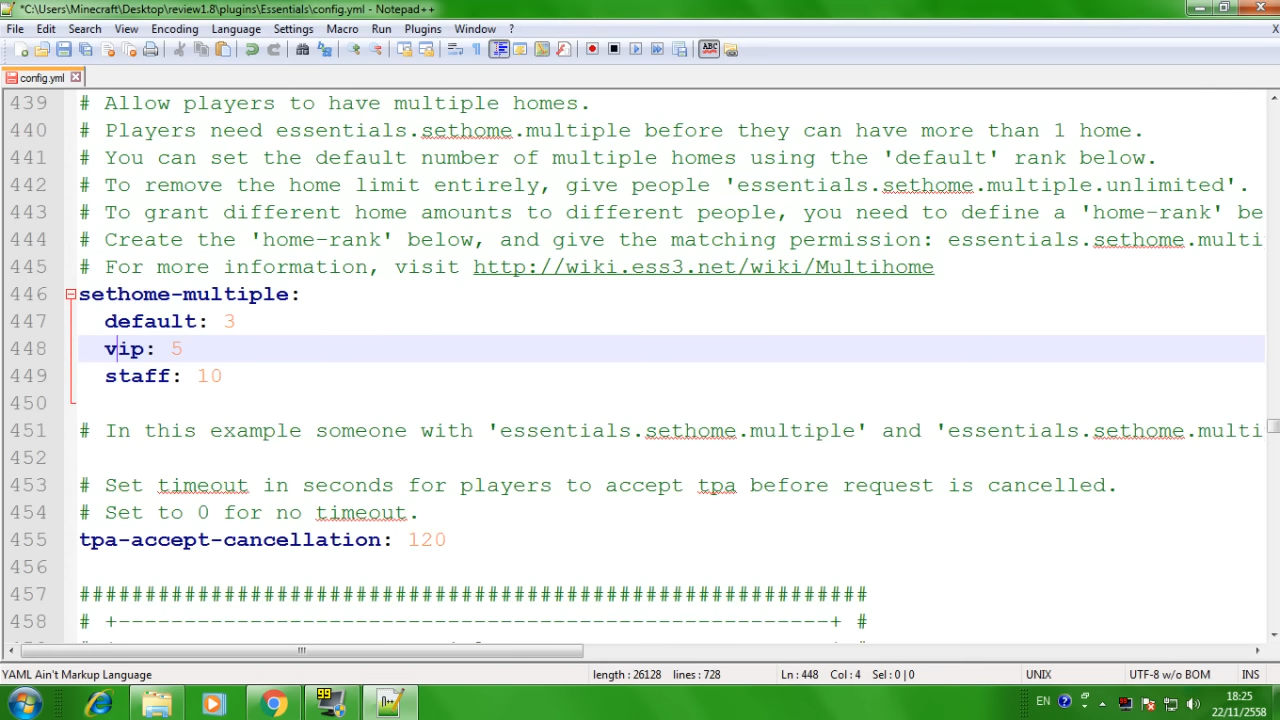 *C:\Users\Minecraft\Desktop\review1.8\plugins\Essentials\config.yml - Notepad++
File Edit Search View Encoding Language Settings Macro Run Plugins Window ? X
config.yml
439 # Allow players to have multiple homes.
440 # Players need essentials.sethome.multiple before they can have more than 1 home.
441 # You can set the default number of multiple homes using the 'default' rank below.
442 # To remove the home limit entirely, give people 'essentials.sethome.multiple.unlimited'.
443 # To grant different home amounts to different people, you need to define a 'home-rank' be
444 # Create the 'home-rank' below, and give the matching permission: essentials.sethome.multi
445 # For more information, visit http://wiki.ess3.net/wiki/Multihome
446 sethome-multiple:
447 default: 3
448 vip: 5
449 staff: 10
450
451 # In this example someone with 'essentials.sethome.multiple' and 'essentials.sethome.multi
452
453 # Set timeout in seconds for players to accept tpa before request is cancelled.
454 # Set to 0 for no timeout.
455 tpa-accept-cancellation: 120
456
457 ############################################################
458 # +------------------------------------------------------+ #
YAML Ain't Markup Language length : 26128 lines : 728 Ln : 448 Col : 4 Sel : 0 | 0 UNIX UTF-8 w/o BOM INS
99 EN 18:25
22/11/2558